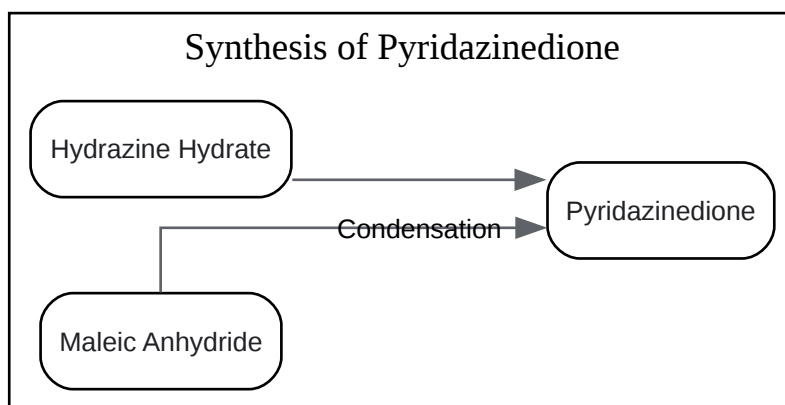 Synthesis of Pyridazinedione
Hydrazine Hydrate
Pyridazinedione
Condensation
Maleic Anhydride